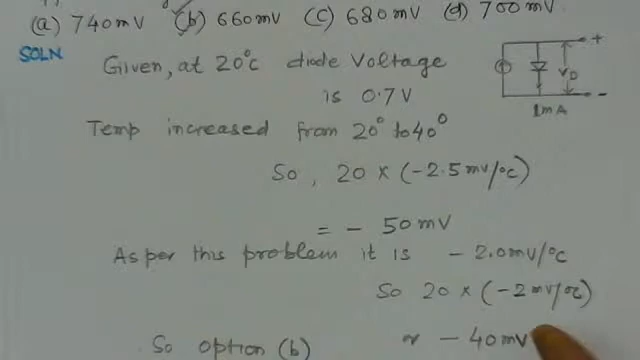 (a) 740mV (b) 660mV (c) 680mV (d) 700mV.
SOLN
Given, at 20°c diode voltage
is 0.7V
+
VD
-
1mA
Temp increased from 20° to 40°
So, 20 × (-2.5mv/°c)
= - 50mV
As per this problem it is - 2.0mv/°c
So 20 × (-2mv/°c)
So option (b) ~ - 40mv